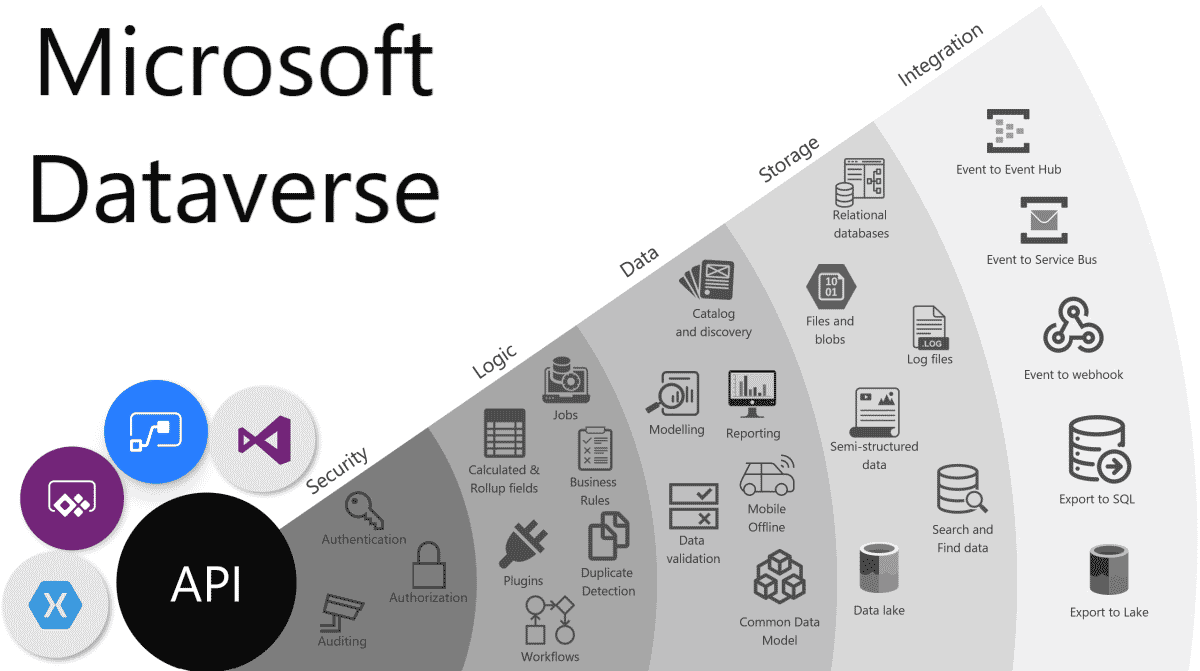 Microsoft
Dataverse
API
Security
Authentication
Authorization
Auditing
Logic
Jobs
Calculated &
Rollup fields
Business
Rules
Plugins
Duplicate
Detection
Workflows
Data
Catalog
and discovery
Modelling
Reporting
Mobile
Offline
Data
validation
Common Data
Model
Storage
Relational
databases
10
01
Files and
blobs
.LOG
Log files
Semi-structured
data
Search and
Find data
Data lake
Integration
Event to Event Hub
Event to Service Bus
Event to webhook
Export to SQL
Export to Lake